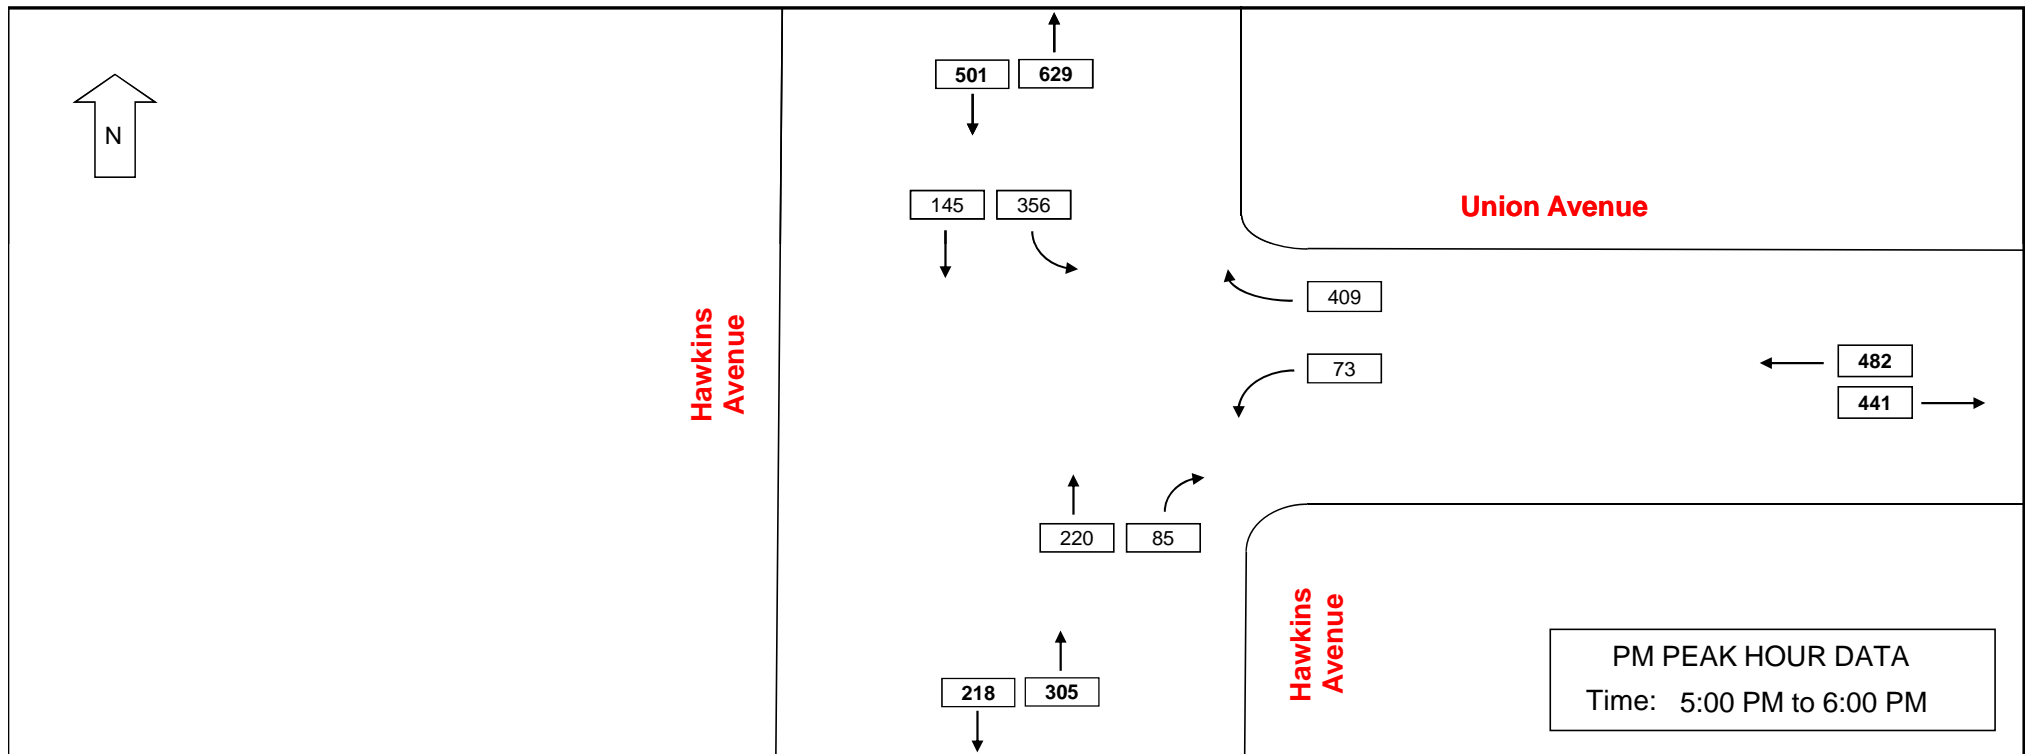 501 629
N
145 356
Union Avenue
409
Hawkins
Avenue
73
482
441
220 85
Hawkins
Avenue
218 305
PM PEAK HOUR DATA
Time: 5:00 PM to 6:00 PM